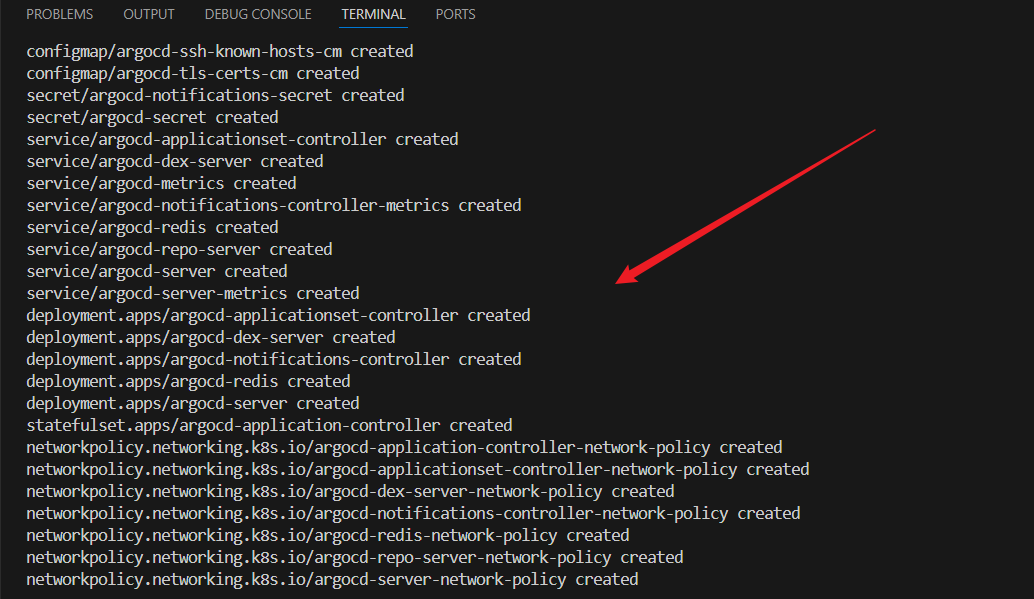 PROBLEMS OUTPUT DEBUG CONSOLE TERMINAL PORTS
configmap/argocd-ssh-known-hosts-cm created
configmap/argocd-tls-certs-cm created
secret/argocd-notifications-secret created
secret/argocd-secret created
service/argocd-applicationset-controller created
service/argocd-dex-server created
service/argocd-metrics created
service/argocd-notifications-controller-metrics created
service/argocd-redis created
service/argocd-repo-server created
service/argocd-server created
service/argocd-server-metrics created
deployment.apps/argocd-applicationset-controller created
deployment.apps/argocd-dex-server created
deployment.apps/argocd-notifications-controller created
deployment.apps/argocd-redis created
deployment.apps/argocd-server created
statefulset.apps/argocd-application-controller created
networkpolicy.networking.k8s.io/argocd-application-controller-network-policy created
networkpolicy.networking.k8s.io/argocd-applicationset-controller-network-policy created
networkpolicy.networking.k8s.io/argocd-dex-server-network-policy created
networkpolicy.networking.k8s.io/argocd-notifications-controller-network-policy created
networkpolicy.networking.k8s.io/argocd-redis-network-policy created
networkpolicy.networking.k8s.io/argocd-repo-server-network-policy created
networkpolicy.networking.k8s.io/argocd-server-network-policy created